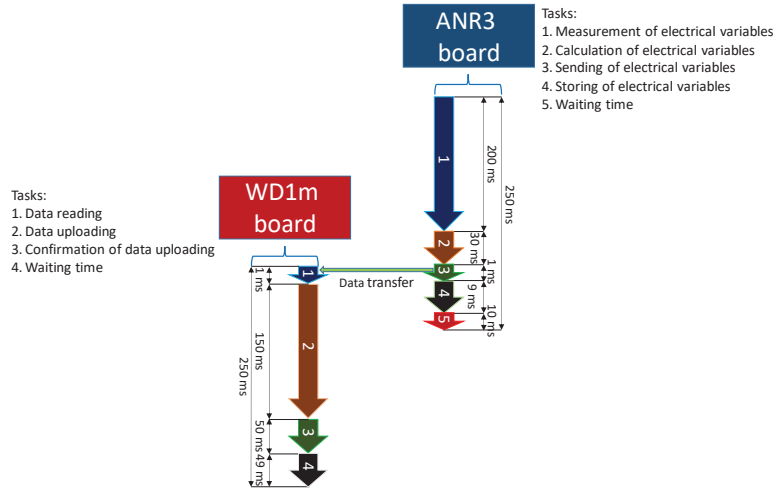 ANR3
board
Tasks:
1. Measurement of electrical variables
2. Calculation of electrical variables
3. Sending of electrical variables
4. Storing of electrical variables
5. Waiting time
1
200 ms
250 ms
2
30 ms
3
1 ms
4
9 ms
5
10 ms
WD1m
board
Tasks:
1. Data reading
2. Data uploading
3. Confirmation of data uploading
4. Waiting time
Data transfer
1
1 ms
2
150 ms
250 ms
3
50 ms
4
49 ms